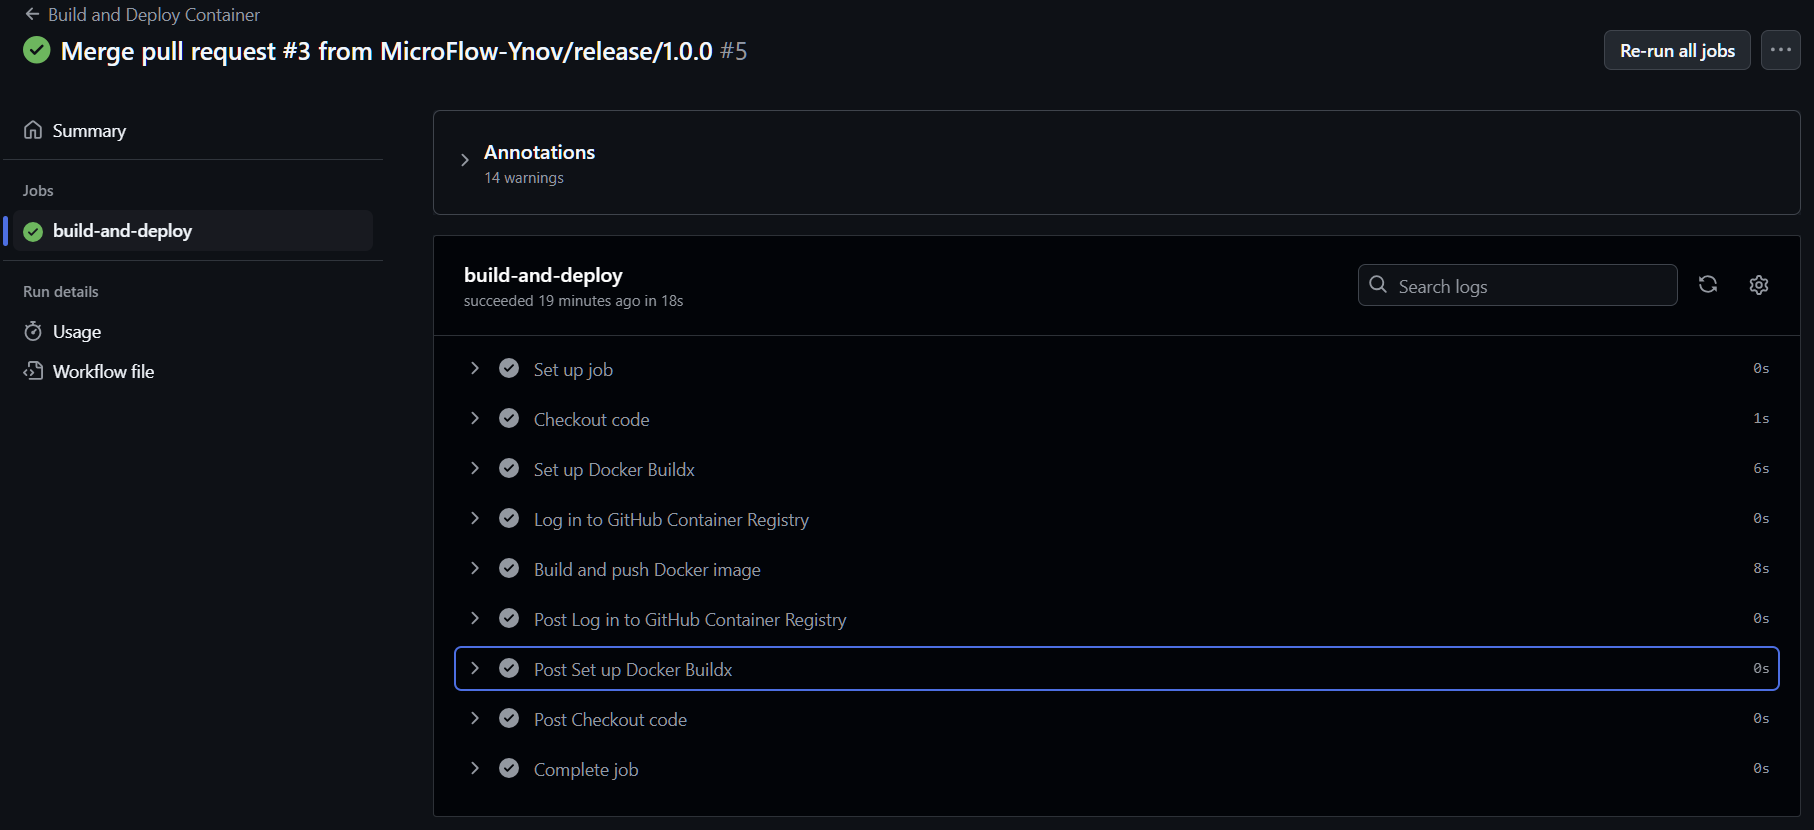 Build and Deploy Container
Merge pull request #3 from MicroFlow-Ynov/release/1.0.0 #5
Re-run all jobs
Summary
Jobs
build-and-deploy
Run details
Usage
Workflow file
Annotations
14 warnings
build-and-deploy
succeeded 19 minutes ago in 18s
Search logs
Set up job 0s
Checkout code 1s
Set up Docker Buildx 6s
Log in to GitHub Container Registry 0s
Build and push Docker image 8s
Post Log in to GitHub Container Registry 0s
Post Set up Docker Buildx 0s
Post Checkout code 0s
Complete job 0s